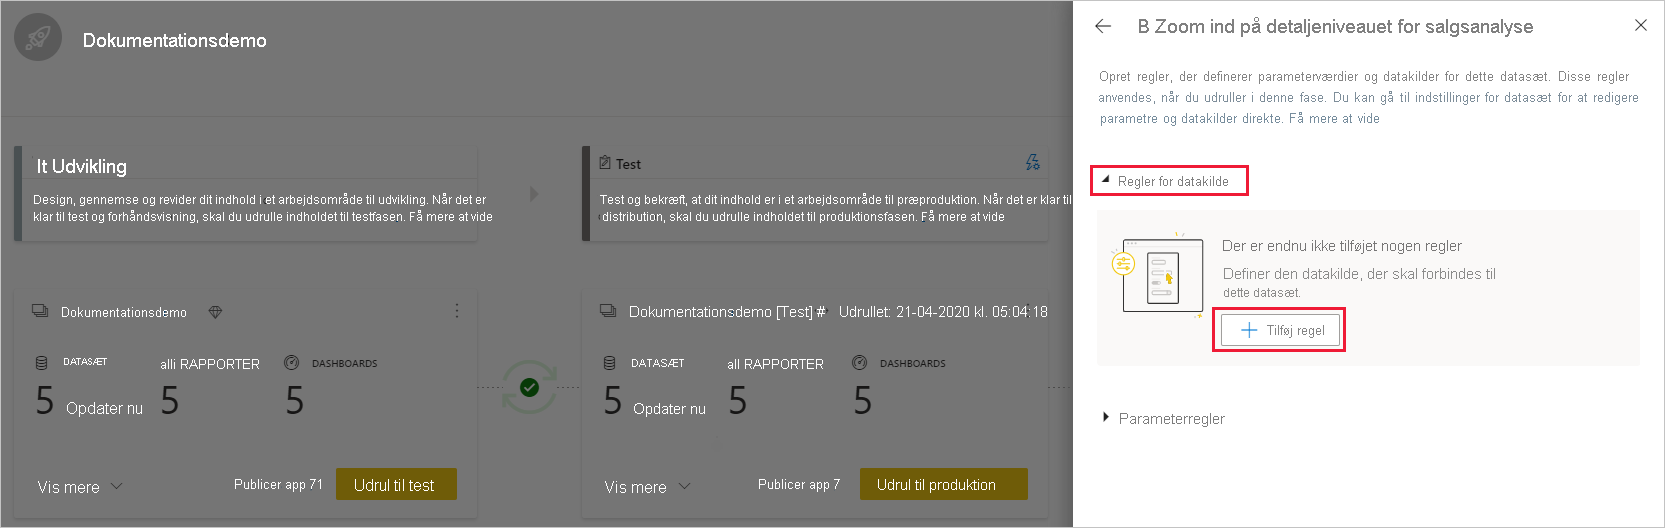 Dokumentationsdemo
It Udvikling
Design, gennemse og revider dit indhold i et arbejdsområde til udvikling. Når det er
klar til test og forhåndsvisning, skal du udrulle indholdet til testfasen. Få mere at vide
Test
Test og bekræft, at dit indhold er i et arbejdsområde til præproduktion. Når det er klar til
distribution, skal du udrulle indholdet til produktionsfasen. Få mere at vide
Dokumentationsdemo
DATASÆT
alli RAPPORTER
DASHBOARDS
5 Opdater nu 5 5
Vis mere
Publicer app 71
Udrul til test
Dokumentationsdemo [Test] # Udrullet: 21-04-2020 kl. 05:04:18
DATASÆT
all RAPPORTER
DASHBOARDS
5 Opdater nu 5 5
Vis mere
Publicer app 7
Udrul til produktion
B Zoom ind på detaljeniveauet for salgsanalyse
Opret regler, der definerer parameterværdier og datakilder for dette datasæt. Disse regler
anvendes, når du udruller i denne fase. Du kan gå til indstillinger for datasæt for at redigere
parametre og datakilder direkte. Få mere at vide
Regler for datakilde
Der er endnu ikke tilføjet nogen regler
Definer den datakilde, der skal forbindes til
dette datasæt.
Tilføj regel
Parameterregler